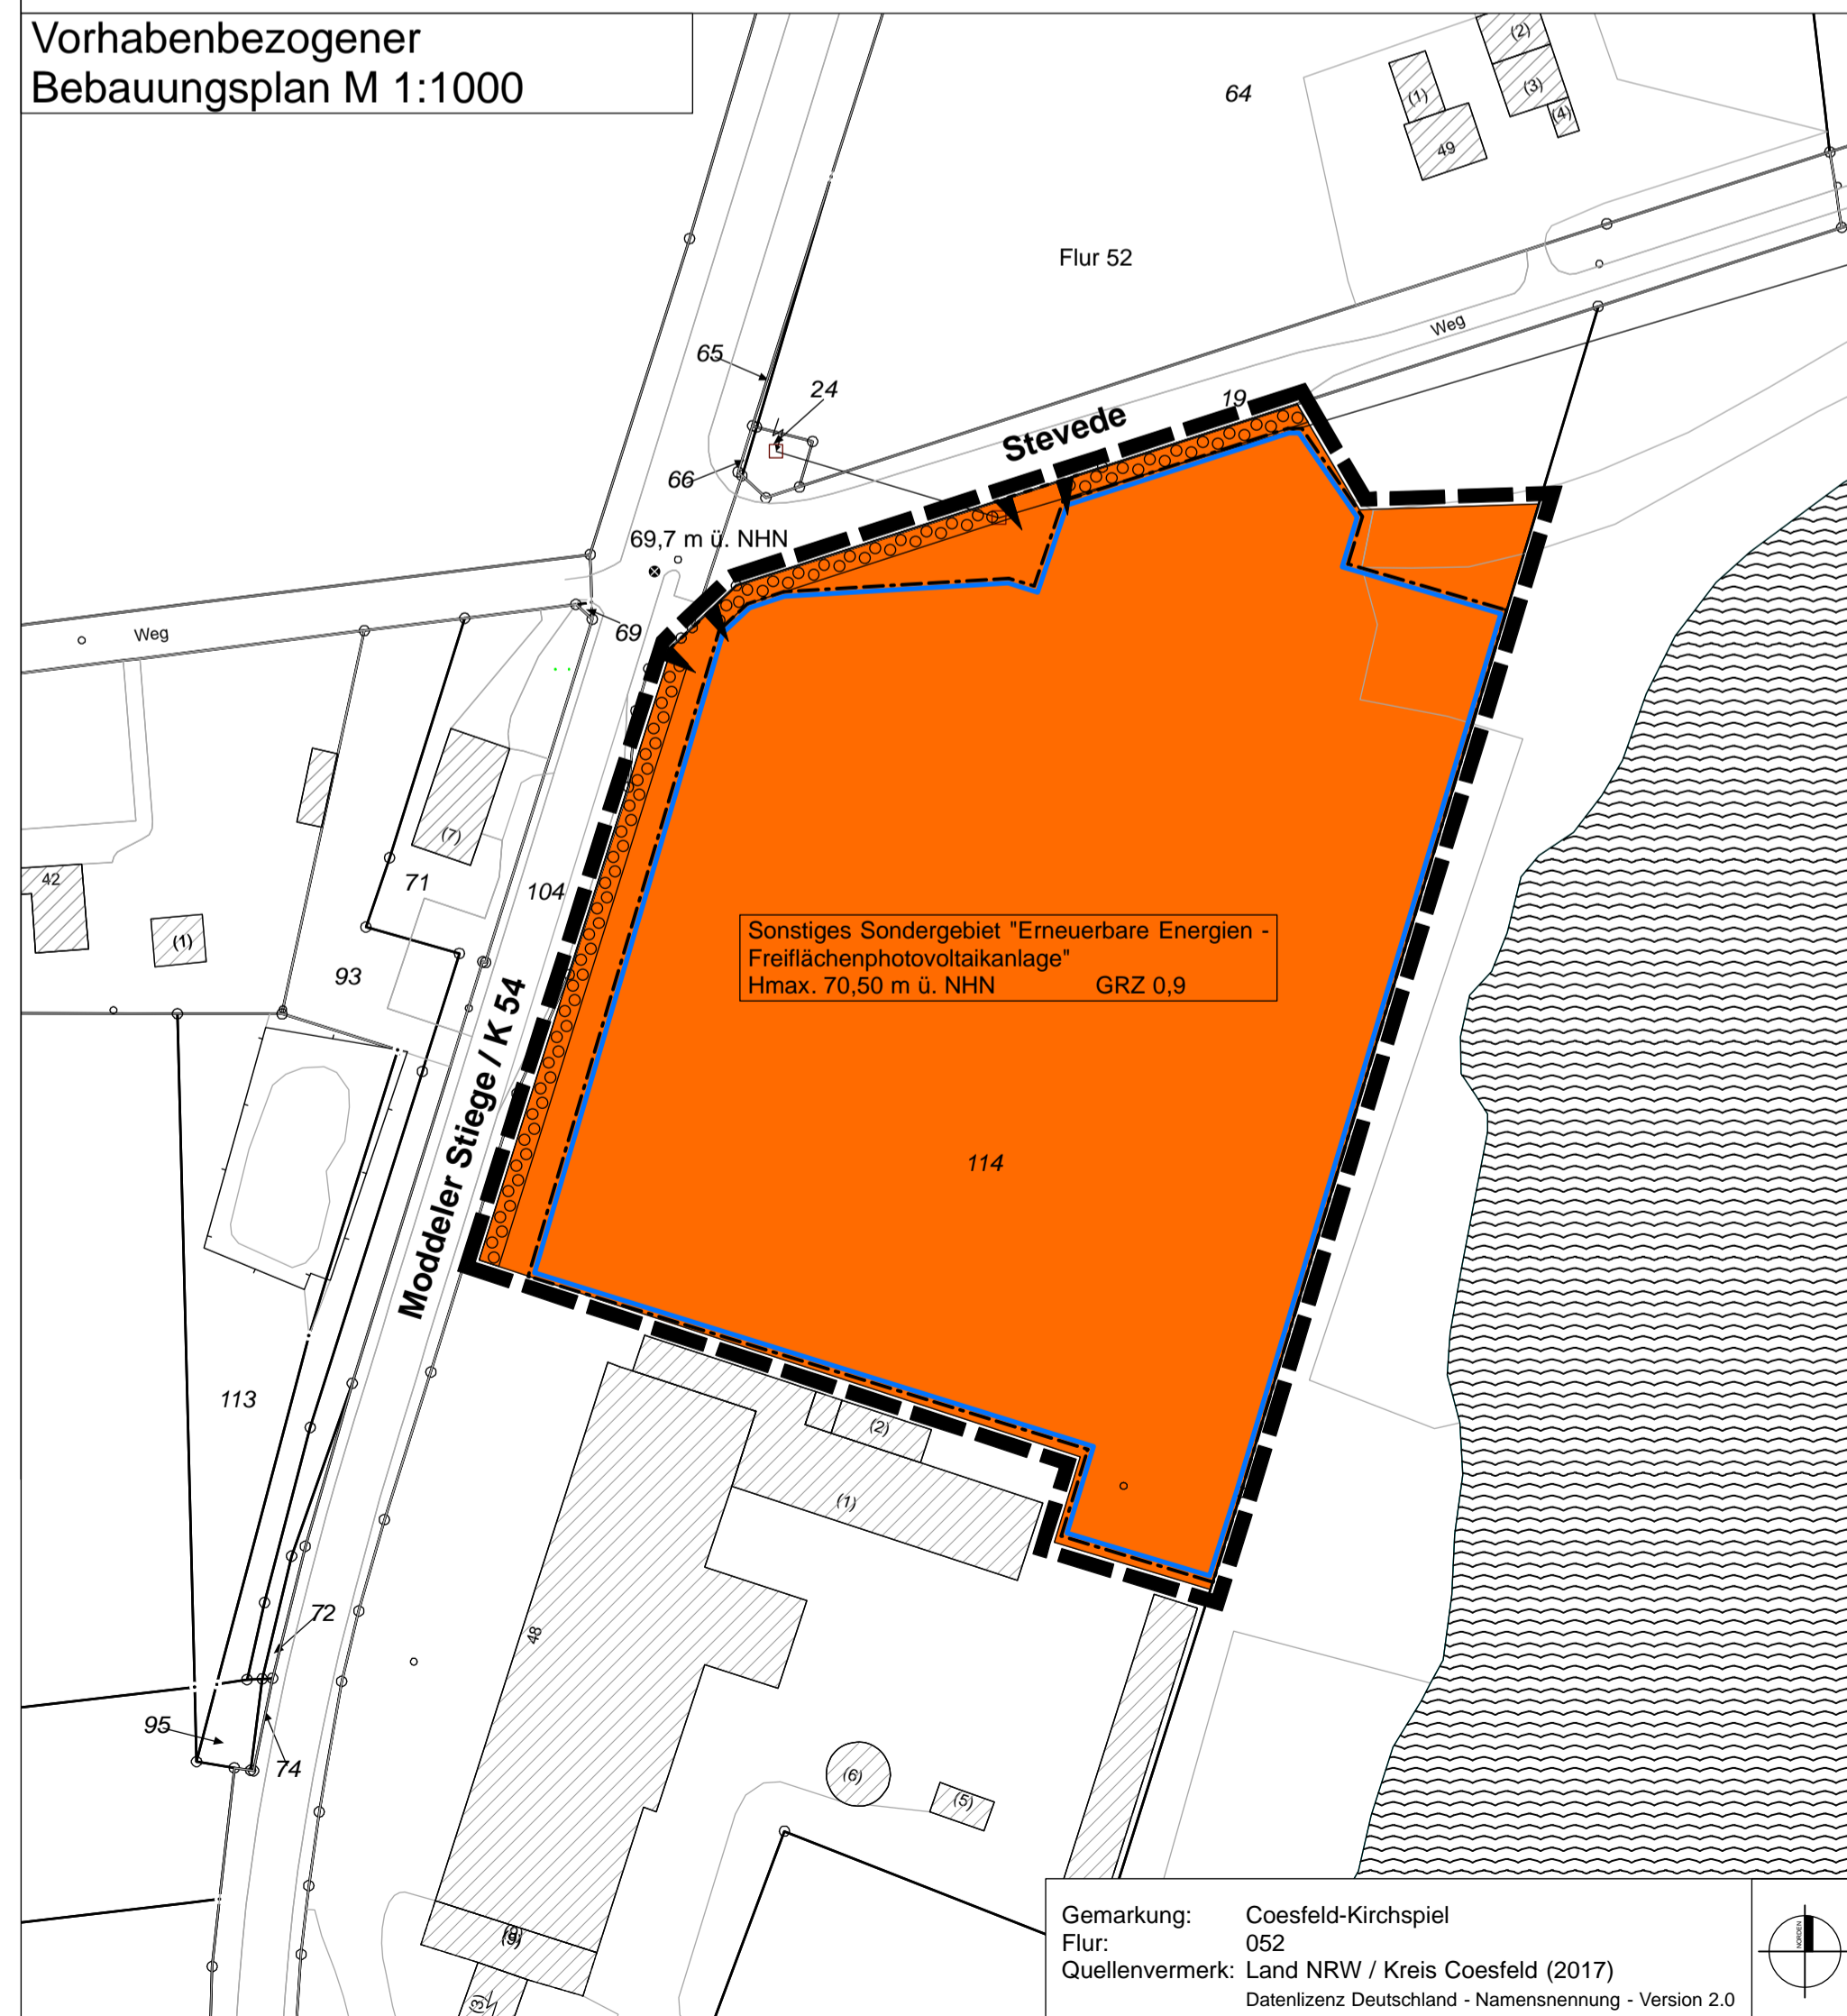 Vorhabenbezogener
Bebauungsplan M 1:1000
64
(1)
(2)
(3)
(4)
49
Flur 52
Weg
65
24
19
Stevede
66
69,7 m ü. NHN
Weg
69
(7)
42
(1)
71
104
93
Moddeler Stiege / K 54
Sonstiges Sondergebiet "Erneuerbare Energien -
Freiflächenphotovoltaikanlage"
Hmax. 70,50 m ü. NHN GRZ 0,9
114
113
(2)
(1)
72
48
95
74
(6)
(5)
(3)
Gemarkung: Coesfeld-Kirchspiel
Flur: 052
Quellenvermerk: Land NRW / Kreis Coesfeld (2017)
Datenlizenz Deutschland - Namensnennung - Version 2.0
NORDEN